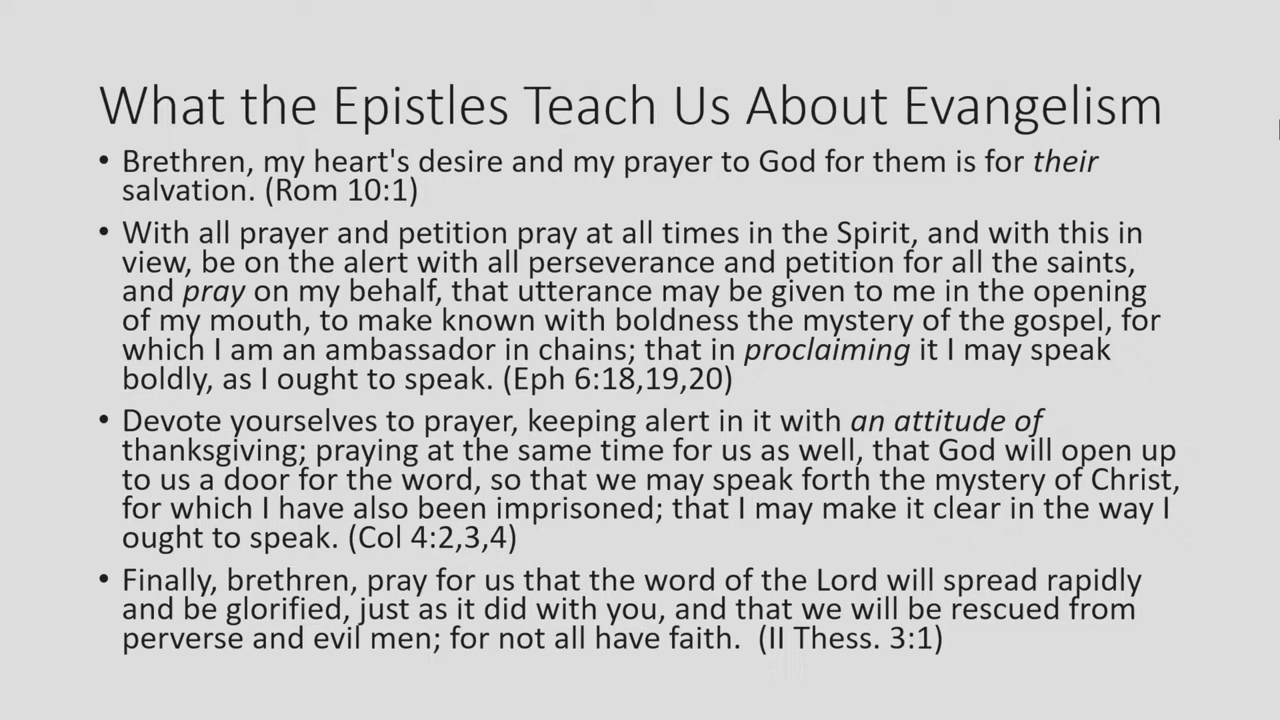 What the Epistles Teach Us About Evangelism
• Brethren, my heart's desire and my prayer to God for them is for their
salvation. (Rom 10:1)
• With all prayer and petition pray at all times in the Spirit, and with this in
view, be on the alert with all perseverance and petition for all the saints,
and pray on my behalf, that utterance may be given to me in the opening
of my mouth, to make known with boldness the mystery of the gospel, for
which I am an ambassador in chains; that in proclaiming it I may speak
boldly, as I ought to speak. (Eph 6:18,19,20)
• Devote yourselves to prayer, keeping alert in it with an attitude of
thanksgiving; praying at the same time for us as well, that God will open up
to us a door for the word, so that we may speak forth the mystery of Christ,
for which I have also been imprisoned; that I may make it clear in the way I
ought to speak. (Col 4:2,3,4)
• Finally, brethren, pray for us that the word of the Lord will spread rapidly
and be glorified, just as it did with you, and that we will be rescued from
perverse and evil men; for not all have faith.  (II Thess. 3:1)